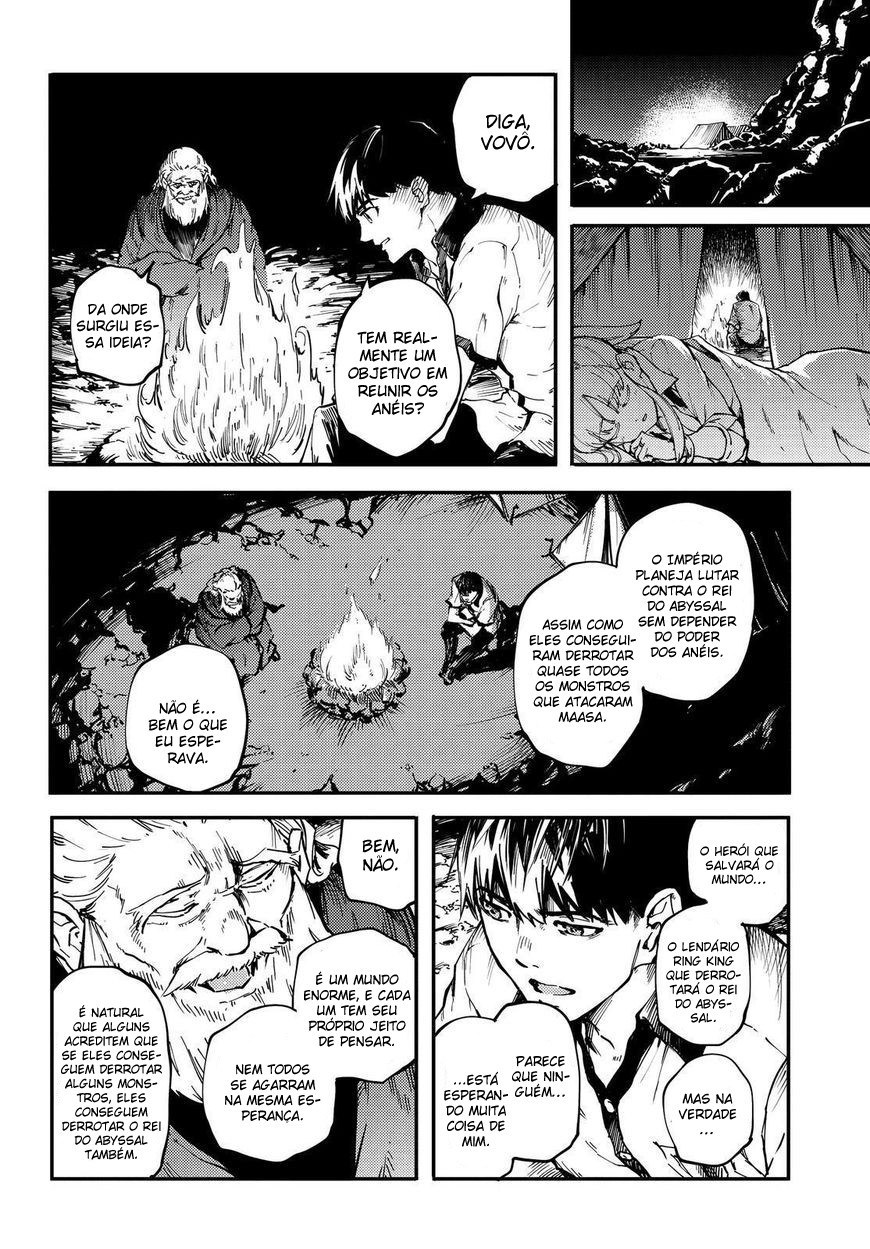 DIGA,
VOVÔ.
TEM REAL-
MENTE UM
OBJETIVO EM
REUNIR OS
ANÉIS?
DA ONDE
SURGIU ES-
SA IDEIA?
O IMPÉRIO
PLANEJA LUTAR
CONTRA O REI
DO ABYSSAL
SEM DEPENDER
DO PODER
DOS ANÉIS.
ASSIM COMO
ELES CONSEGUI-
RAM DERROTAR
QUASE TODOS
OS MONSTROS
QUE ATACARAM
MAASA.
NÃO É...
BEM O QUE
EU ESPE-
RAVA.
O HERÓI QUE
SALVARÁ O
MUNDO...
O LENDÁRIO
RING KING
QUE DERRO-
TARÁ O REI
DO ABYS-
SAL.
MAS NA
VERDADE
...
PARECE
QUE NIN-
GUÉM...
...ESTÁ
ESPERAN-
DO MUITA
COISA DE
MIM.
BEM,
NÃO.
É UM MUNDO
ENORME, E CADA
UM TEM SEU
PRÓPRIO JEITO
DE PENSAR.
NEM TODOS
SE AGARRAM
NA MESMA ES-
PERANÇA.
É NATURAL
QUE ALGUNS
ACREDITEM QUE
SE ELES CONSE-
GUEM DERROTAR
ALGUNS MONS-
TROS, ELES
CONSEGUEM
DERROTAR O REI
DO ABYSSAL
TAMBÉM.